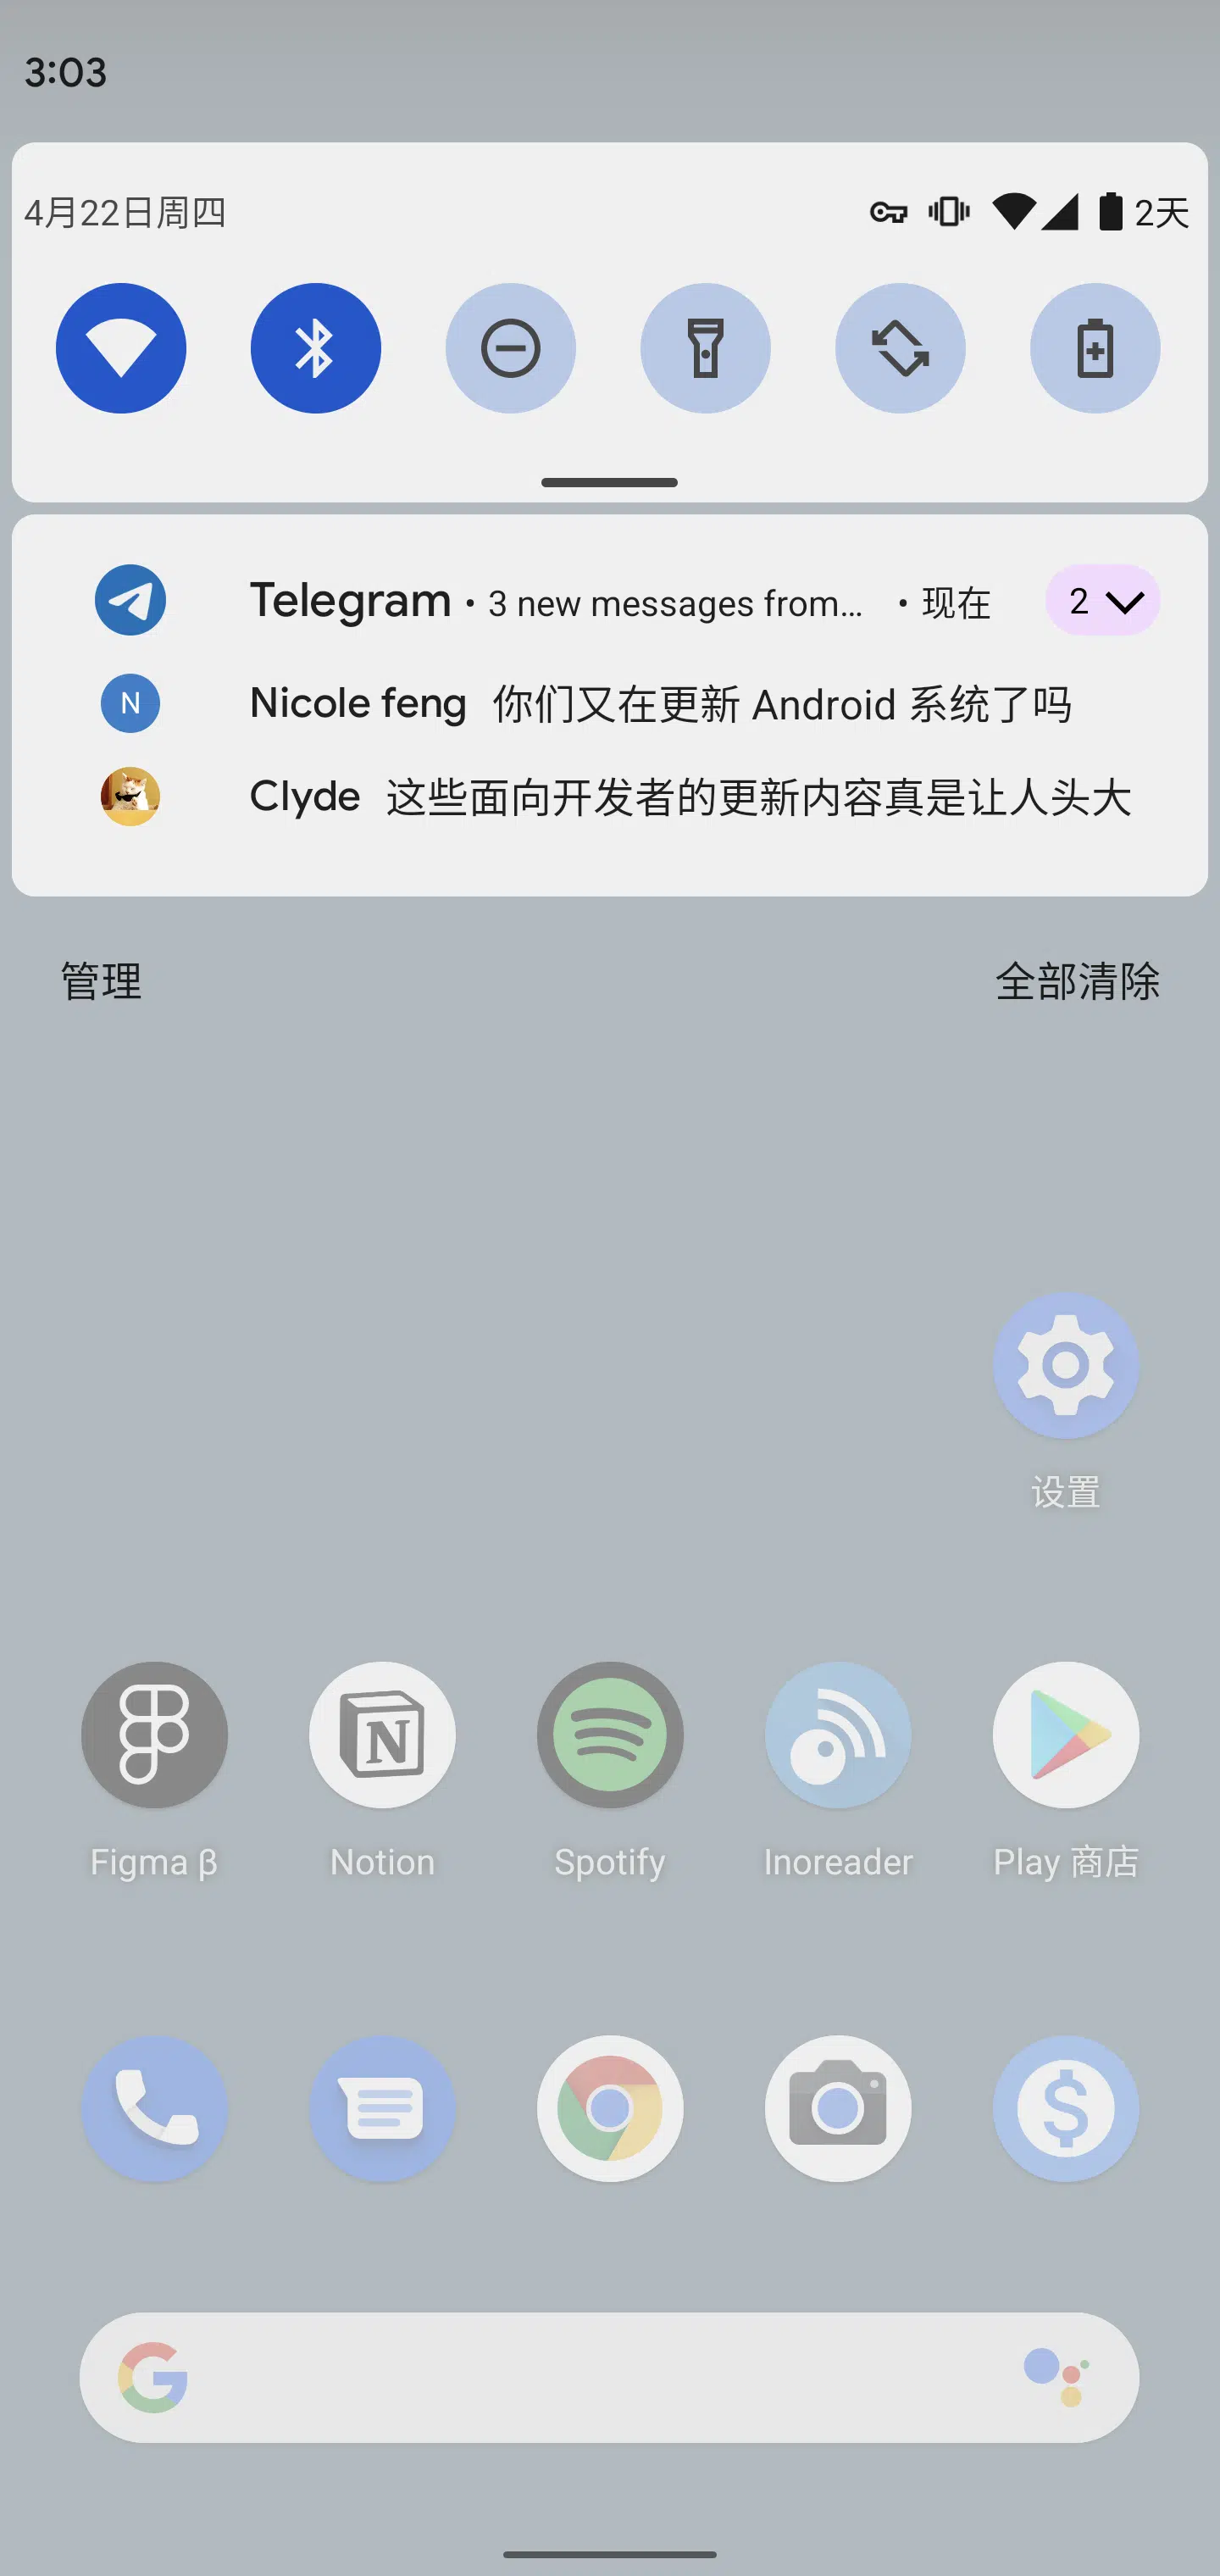 3:03
4月22日周四 2天
Telegram • 3 new messages from... • 现在 2
N Nicole feng 你们又在更新 Android 系统了吗
Clyde 这些面向开发者的更新内容真是让人头大
管理 全部清除
设置
Figma β Notion Spotify Inoreader Play 商店